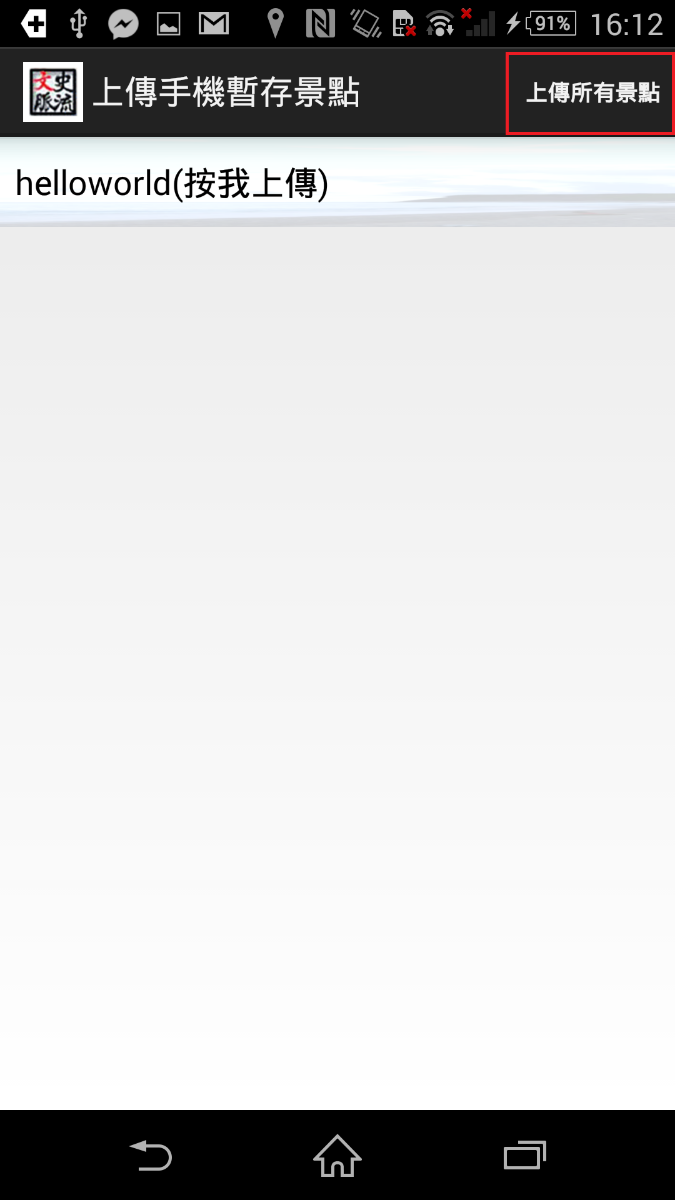 91% 16:12
文史
脈流
上傳手機暫存景點
上傳所有景點
helloworld(按我上傳)